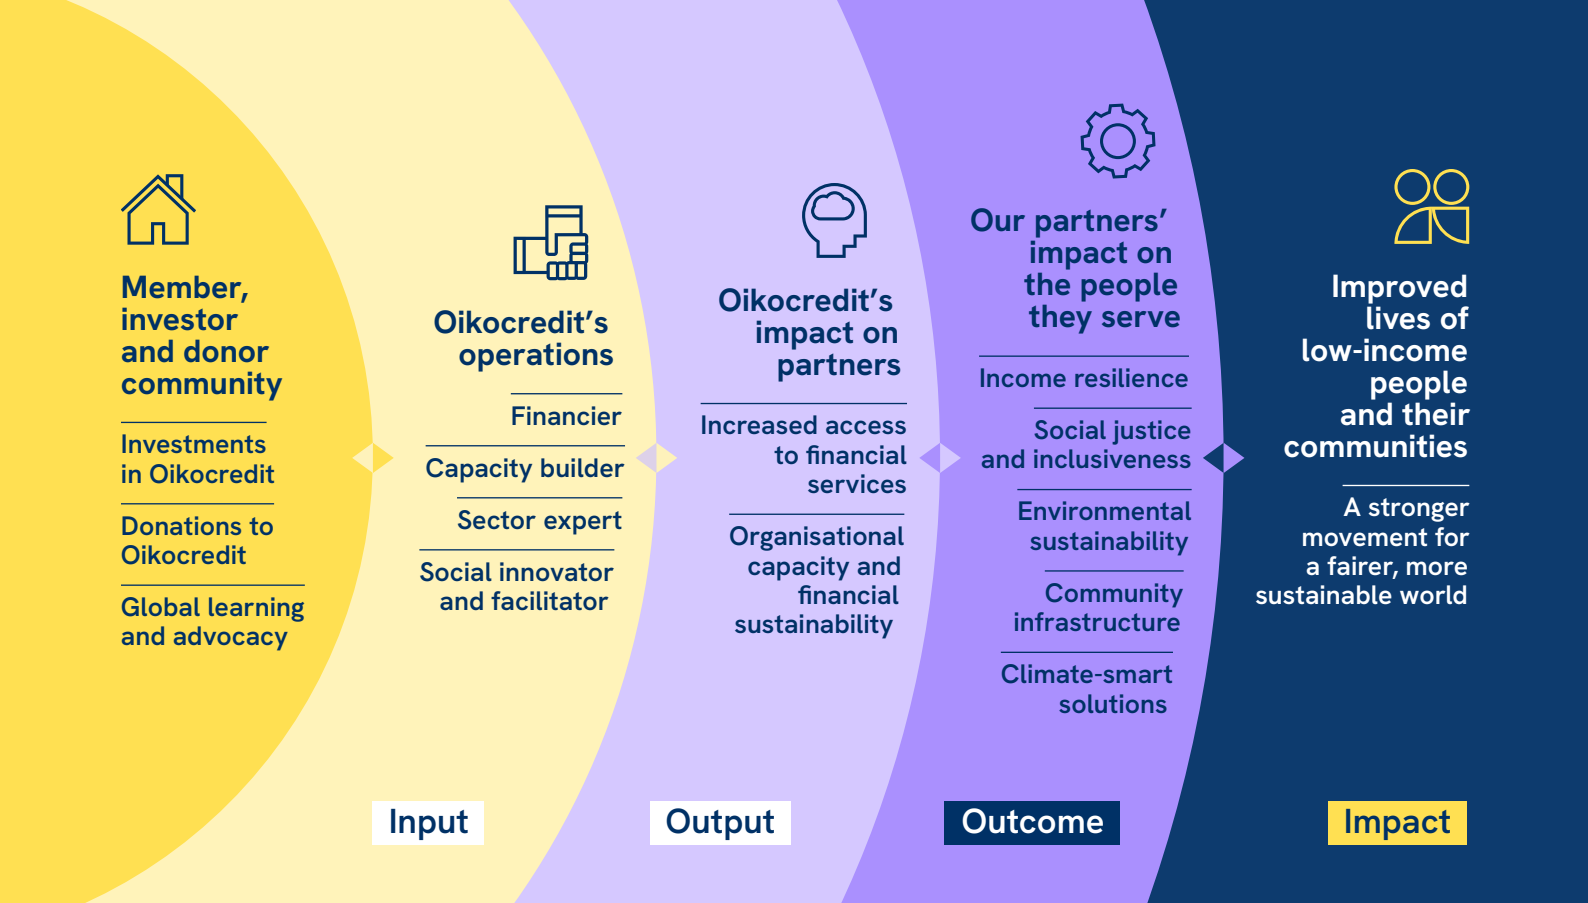 Member,
investor
and donor
community
Investments
in Oikocredit
Donations to
Oikocredit
Global learning
and advocacy
Oikocredit’s
operations
Financier
Capacity builder
Sector expert
Social innovator
and facilitator
Input
Oikocredit’s
impact on
partners
Increased access
to financial
services
Organisational
capacity and
financial
sustainability
Output
Our partners’
impact on
the people
they serve
Income resilience
Social justice
and inclusiveness
Environmental
sustainability
Community
infrastructure
Climate-smart
solutions
Outcome
Improved
lives of
low-income
people
and their
communities
A stronger
movement for
a fairer, more
sustainable world
Impact